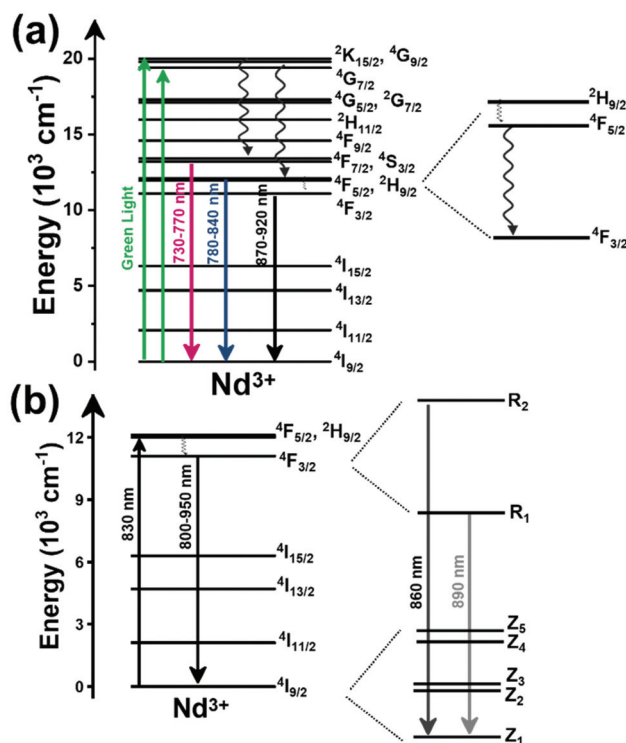 (a)
Energy (10³ cm⁻¹)
20
15
10
5
0
Green Light
730-770 nm
780-840 nm
870-920 nm
²K₁₅/₂, ⁴G₉/₂
⁴G₇/₂
⁴G₅/₂, ²G₇/₂
²H₁₁/₂
⁴F₉/₂
⁴F₇/₂, ⁴S₃/₂
⁴F₅/₂, ²H₉/₂
⁴F₃/₂
⁴I₁₅/₂
⁴I₁₃/₂
⁴I₁₁/₂
⁴I₉/₂
Nd³⁺
²H₉/₂
⁴F₅/₂
⁴F₃/₂
(b)
Energy (10³ cm⁻¹)
12
9
6
3
0
830 nm
800-950 nm
⁴F₅/₂, ²H₉/₂
⁴F₃/₂
⁴I₁₅/₂
⁴I₁₃/₂
⁴I₁₁/₂
⁴I₉/₂
Nd³⁺
R₂
R₁
860 nm
890 nm
Z₅
Z₄
Z₃
Z₂
Z₁